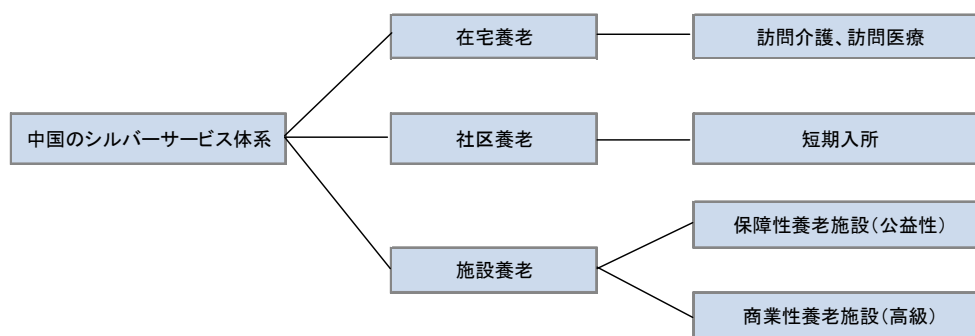 在宅養老
訪問介護、訪問医療
中国のシルバーサービス体系
社区養老
短期入所
保障性養老施設（公益性）
施設養老
商業性養老施設（高級）